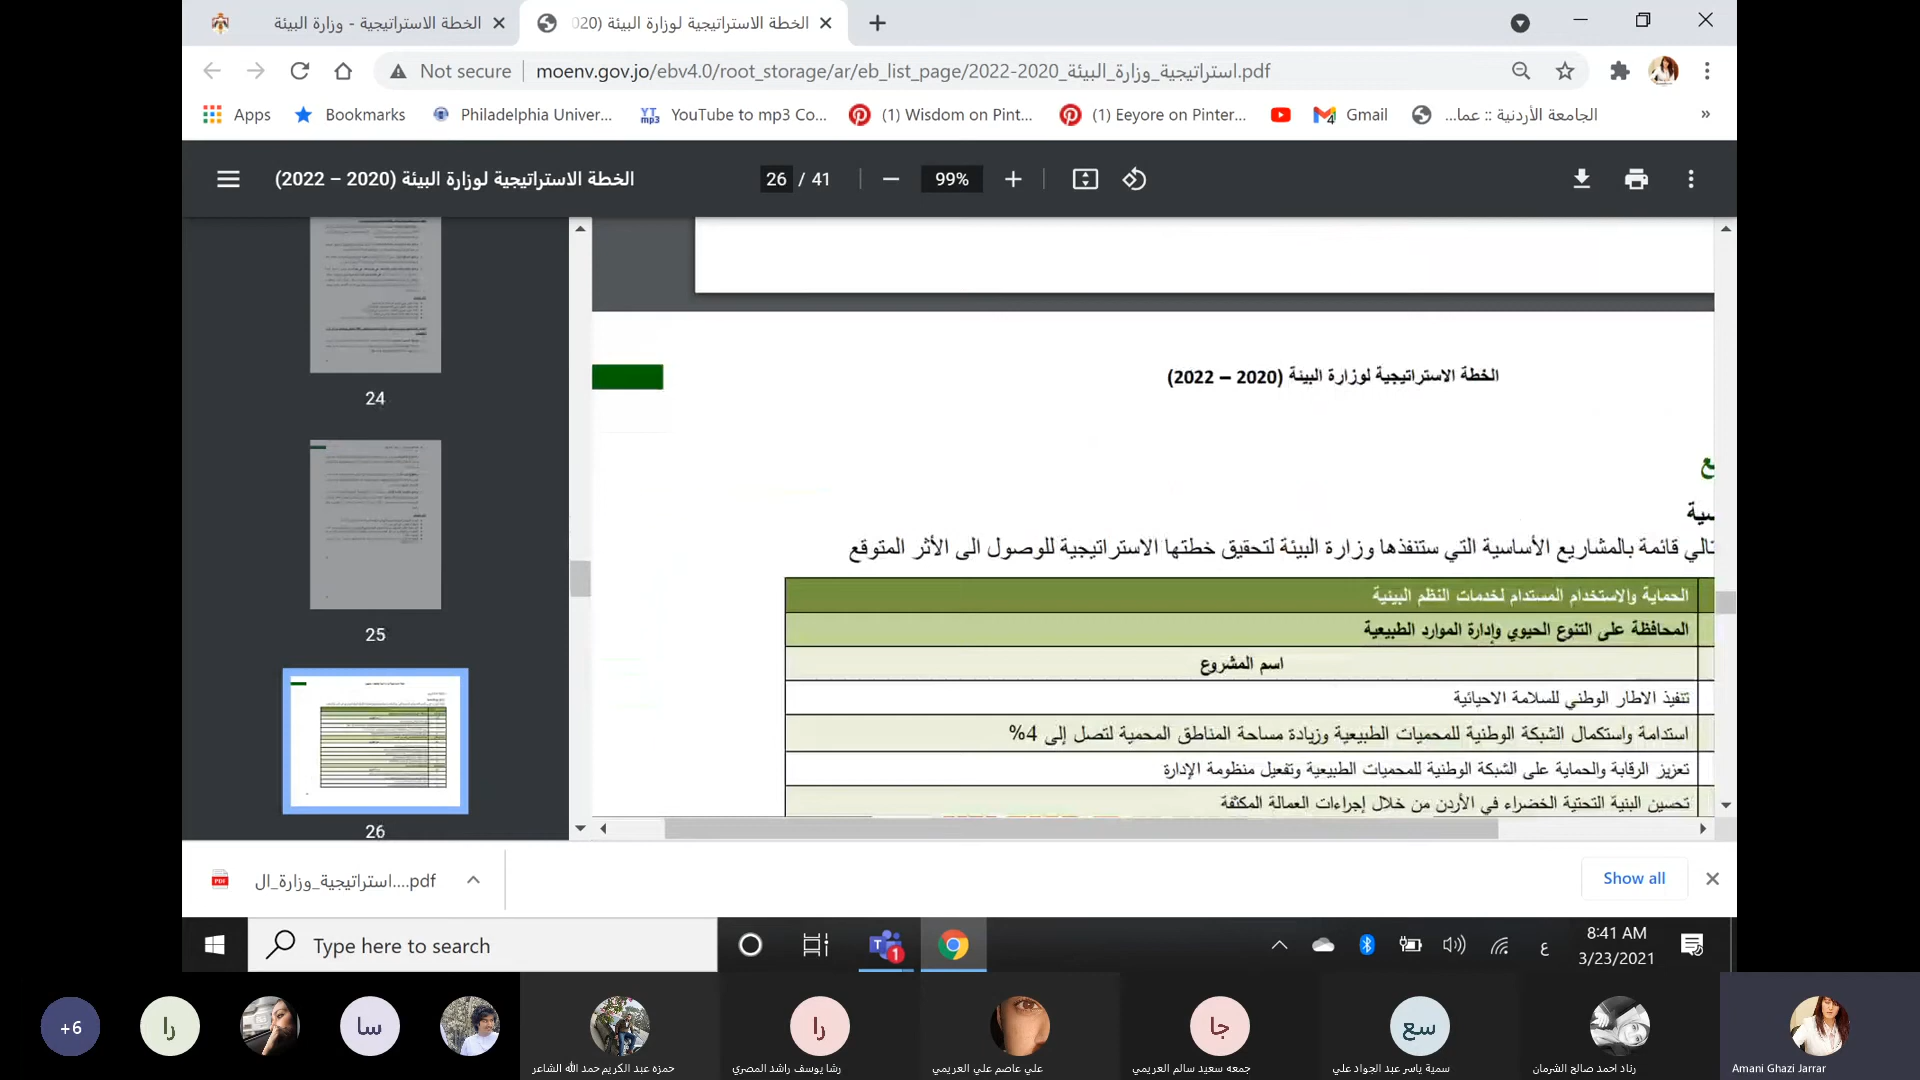 الخطة الاستراتيجية - وزارة البيئة
الخطة الاستراتيجية لوزارة البيئة (020
Not secure
moenv.gov.jo/ebv4.0/root_storage/ar/eb_list_page/2022-2020_استراتيجية_وزارة_البيئة.pdf
Apps
Bookmarks
Philadelphia Univer...
YouTube to mp3 Co...
(1) Wisdom on Pint...
(1) Eeyore on Pinter...
Gmail
الجامعة الأردنية :: عما...
الخطة الاستراتيجية لوزارة البيئة (2020 – 2022)
26 / 41
99%
24
25
26
الخطة الاستراتيجية لوزارة البيئة (2020 – 2022)
ع
سية
تالي قائمة بالمشاريع الأساسية التي ستنفذها وزارة البيئة لتحقيق خطتها الاستراتيجية للوصول الى الأثر المتوقع
الحماية والاستخدام المستدام لخدمات النظم البيئية
المحافظة على التنوع الحيوي وإدارة الموارد الطبيعية
اسم المشروع
تنفيذ الاطار الوطني للسلامة الاحيائية
استدامة واستكمال الشبكة الوطنية للمحميات الطبيعية وزيادة مساحة المناطق المحمية لتصل إلى 4%
تعزيز الرقابة والحماية على الشبكة الوطنية للمحميات الطبيعية وتفعيل منظومة الإدارة
تحسين البنية التحتية الخضراء في الأردن من خلال إجراءات العمالة المكثفة
استراتيجية_وزارة_ال....pdf
Show all
Type here to search
ع
8:41 AM
3/23/2021
+6
را
سا
حمزه عبد الكريم حمد الله الشاعر
را
رشا يوسف راشد المصري
علي عاصم علي العريمي
جا
جمعه سعيد سالم العريمي
سع
سمية ياسر عبد الجواد علي
رناد احمد صالح الشرمان
Amani Ghazi Jarrar